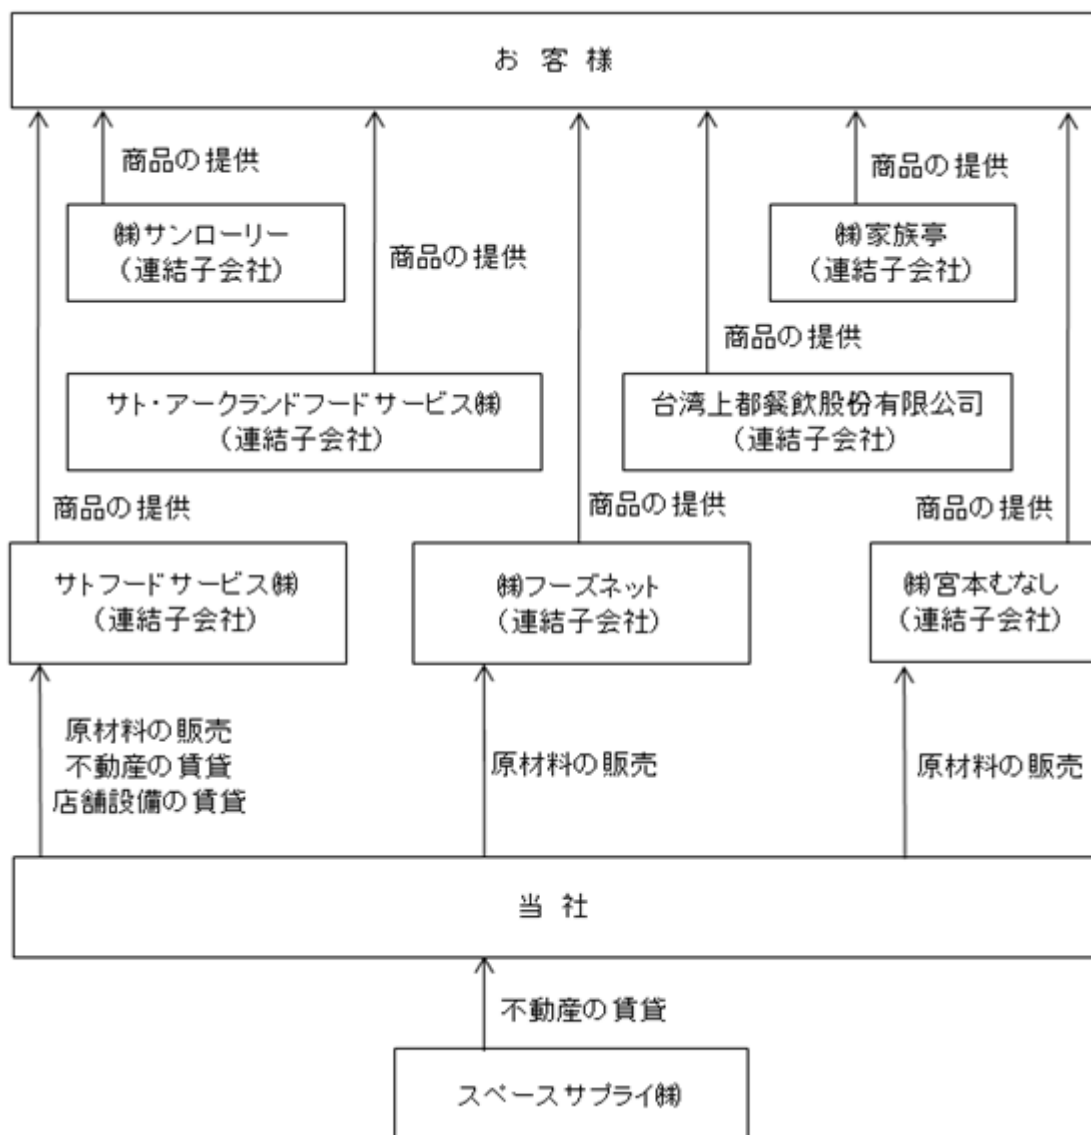 お客様
商品の提供
商品の提供
㈱サンローリー
(連結子会社)
商品の提供
㈱家族亭
(連結子会社)
商品の提供
サト・アークランドフードサービス㈱
(連結子会社)
台湾上都餐飲股份有限公司
(連結子会社)
商品の提供
商品の提供
商品の提供
サトフードサービス㈱
(連結子会社)
㈱フーズネット
(連結子会社)
㈱宮本むなし
(連結子会社)
原材料の販売
不動産の賃貸
店舗設備の賃貸
原材料の販売
原材料の販売
当社
不動産の賃貸
スペースサプライ㈱